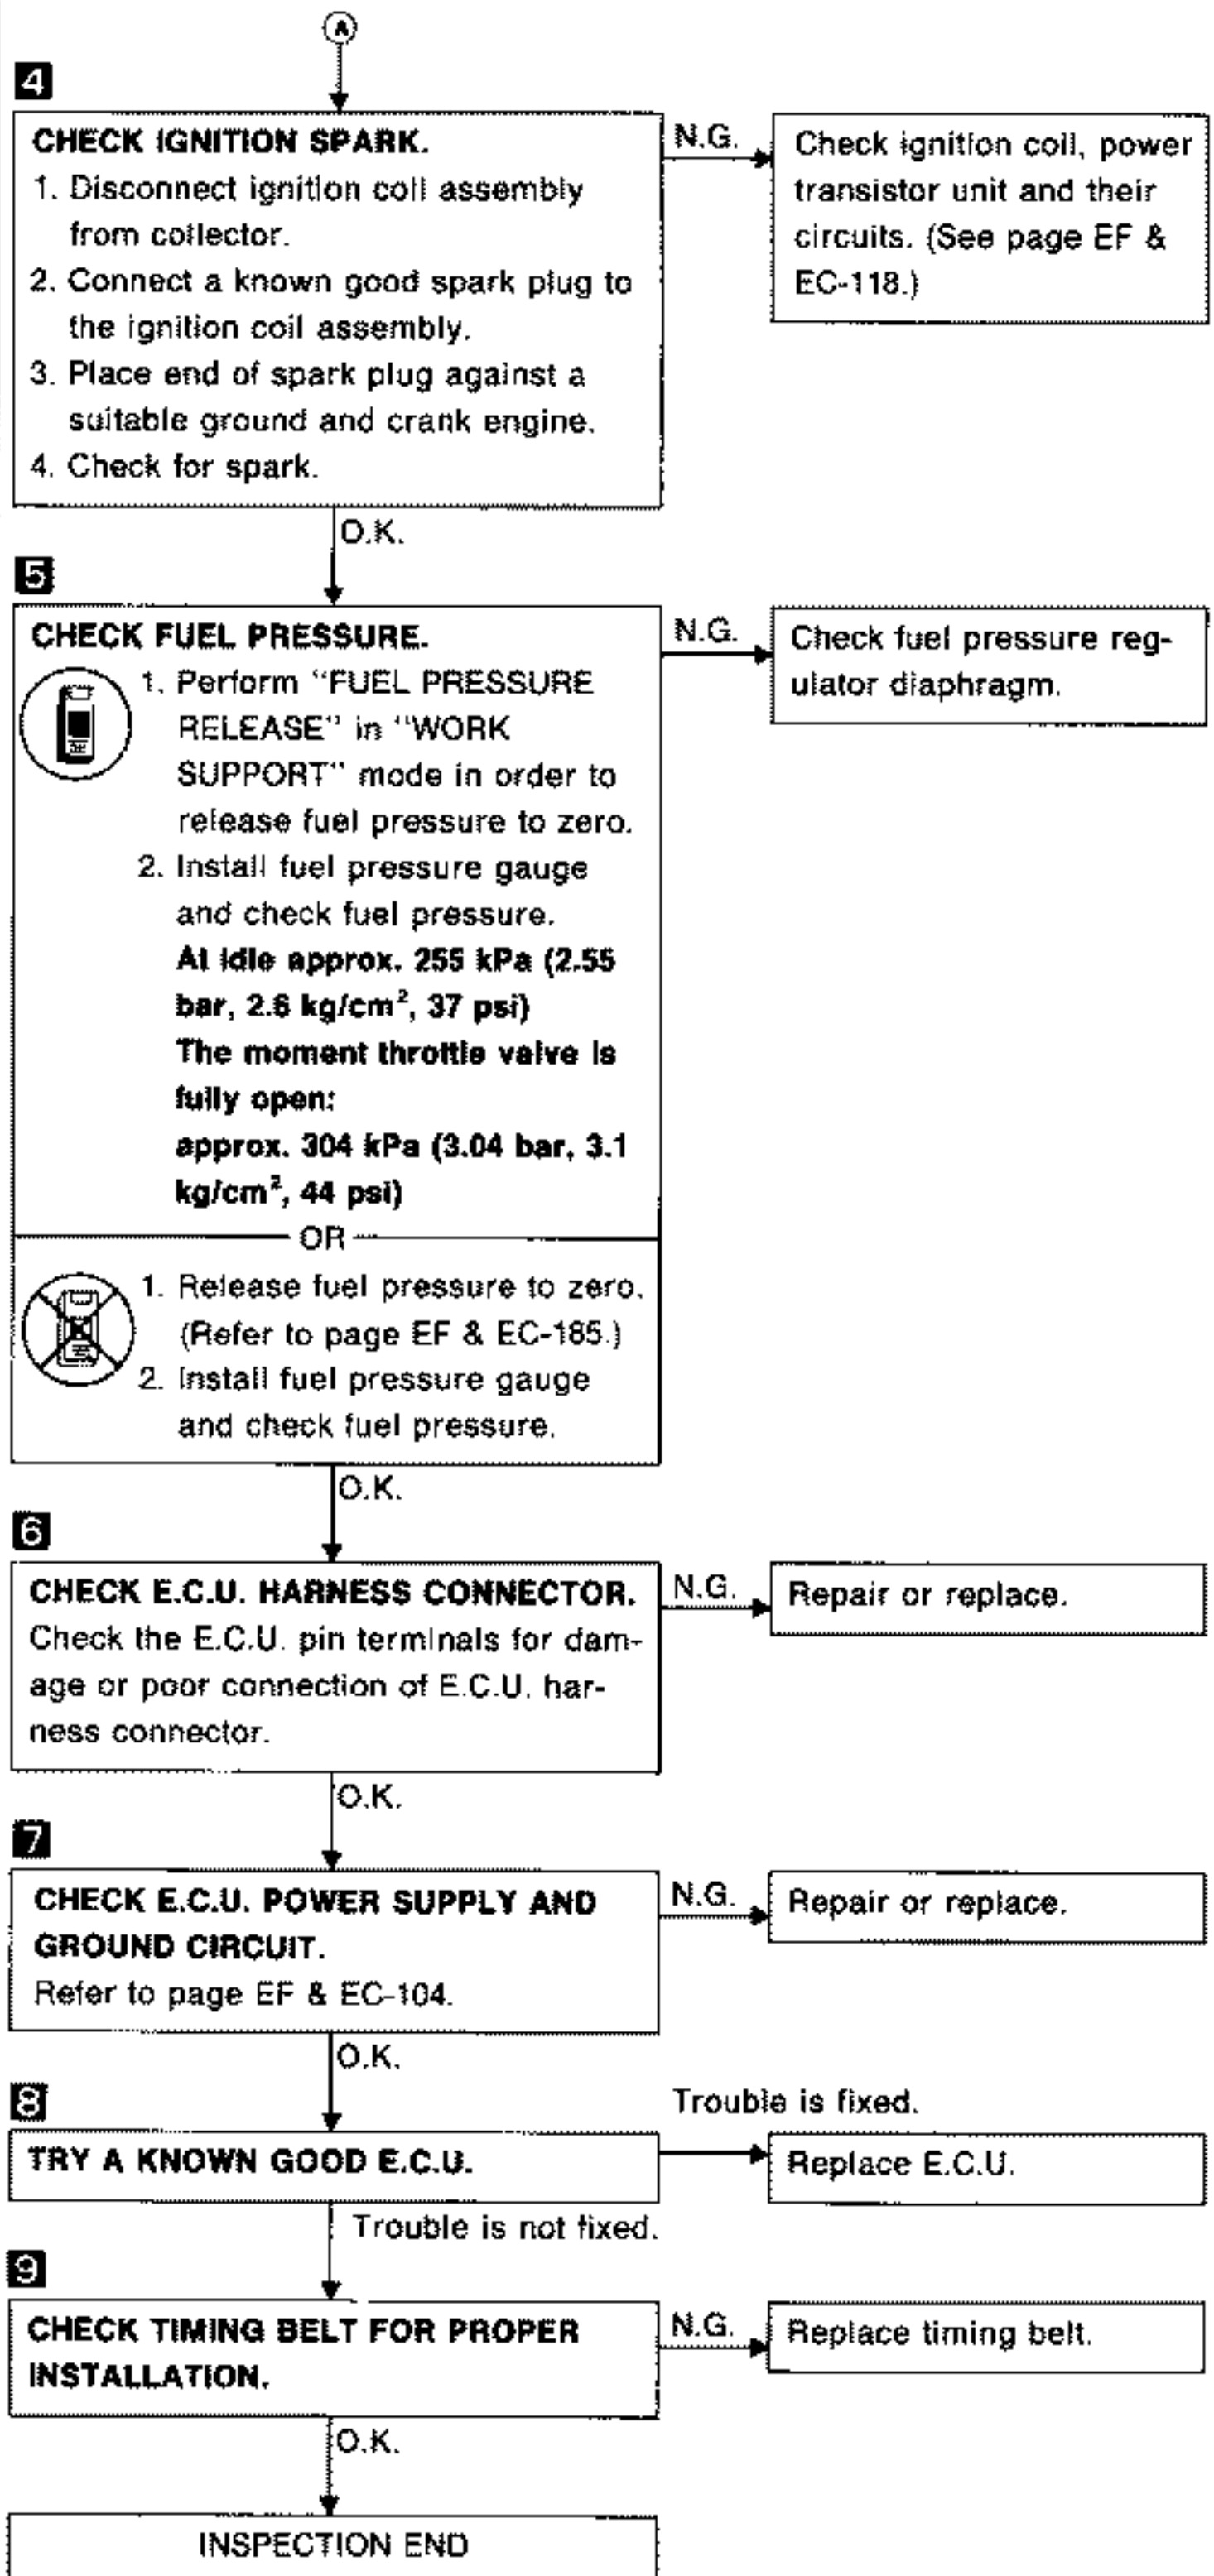 A
4
CHECK IGNITION SPARK.
1. Disconnect ignition coil assembly
from collector.
2. Connect a known good spark plug to
the ignition coil assembly.
3. Place end of spark plug against a
suitable ground and crank engine.
4. Check for spark.
N.G.
Check ignition coil, power
transistor unit and their
circuits. (See page EF &
EC-118.)
O.K.
5
CHECK FUEL PRESSURE.
1. Perform "FUEL PRESSURE
RELEASE" in "WORK
SUPPORT" mode in order to
release fuel pressure to zero.
2. Install fuel pressure gauge
and check fuel pressure.
At idle approx. 255 kPa (2.55
bar, 2.6 kg/cm², 37 psi)
The moment throttle valve is
fully open:
approx. 304 kPa (3.04 bar, 3.1
kg/cm², 44 psi)
OR
1. Release fuel pressure to zero.
(Refer to page EF & EC-185.)
2. Install fuel pressure gauge
and check fuel pressure.
N.G.
Check fuel pressure reg-
ulator diaphragm.
O.K.
6
CHECK E.C.U. HARNESS CONNECTOR.
Check the E.C.U. pin terminals for dam-
age or poor connection of E.C.U. har-
ness connector.
N.G.
Repair or replace.
O.K.
7
CHECK E.C.U. POWER SUPPLY AND
GROUND CIRCUIT.
Refer to page EF & EC-104.
N.G.
Repair or replace.
O.K.
8
TRY A KNOWN GOOD E.C.U.
Trouble is fixed.
Replace E.C.U.
Trouble is not fixed.
9
CHECK TIMING BELT FOR PROPER
INSTALLATION.
N.G.
Replace timing belt.
O.K.
INSPECTION END